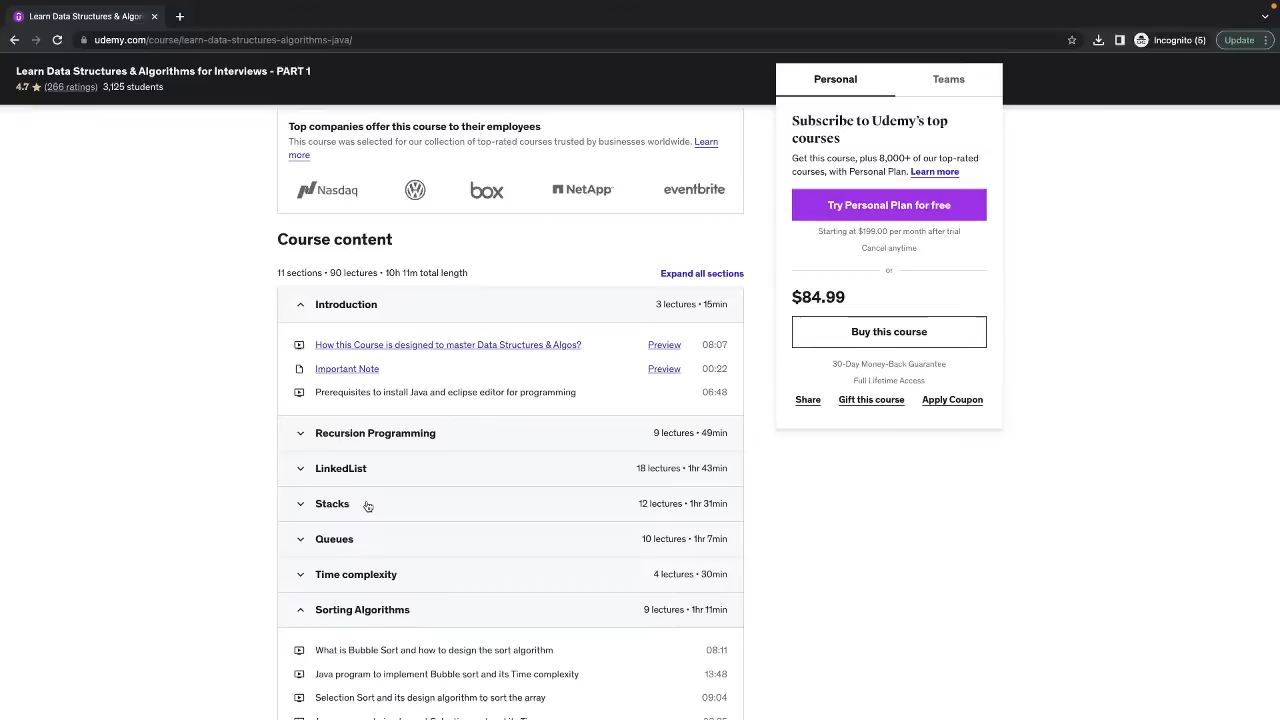 Learn Data Structures & Algor
udemy.com/course/learn-data-structures-algorithms-java/
Incognito (5)
Update
Learn Data Structures & Algorithms for Interviews - PART 1
4.7 (266 ratings) 3,125 students
Personal
Teams
Subscribe to Udemy's top
courses
Get this course, plus 8,000+ of our top-rated
courses, with Personal Plan. Learn more
Try Personal Plan for free
Starting at $199.00 per month after trial
Cancel anytime
or
$84.99
Buy this course
30-Day Money-Back Guarantee
Full Lifetime Access
Share
Gift this course
Apply Coupon
Top companies offer this course to their employees
This course was selected for our collection of top-rated courses trusted by businesses worldwide. Learn
more
Nasdaq
box
NetApp
eventbrite
Course content
11 sections • 90 lectures • 10h 11m total length
Expand all sections
Introduction 3 lectures • 15min
How this Course is designed to master Data Structures & Algos? Preview 08:07
Important Note Preview 00:22
Prerequisites to install Java and eclipse editor for programming 06:48
Recursion Programming 9 lectures • 49min
LinkedList 18 lectures • 1hr 43min
Stacks 12 lectures • 1hr 31min
Queues 10 lectures • 1hr 7min
Time complexity 4 lectures • 30min
Sorting Algorithms 9 lectures • 1hr 11min
What is Bubble Sort and how to design the sort algorithm 08:11
Java program to implement Bubble sort and its Time complexity 13:48
Selection Sort and its design algorithm to sort the array 09:04